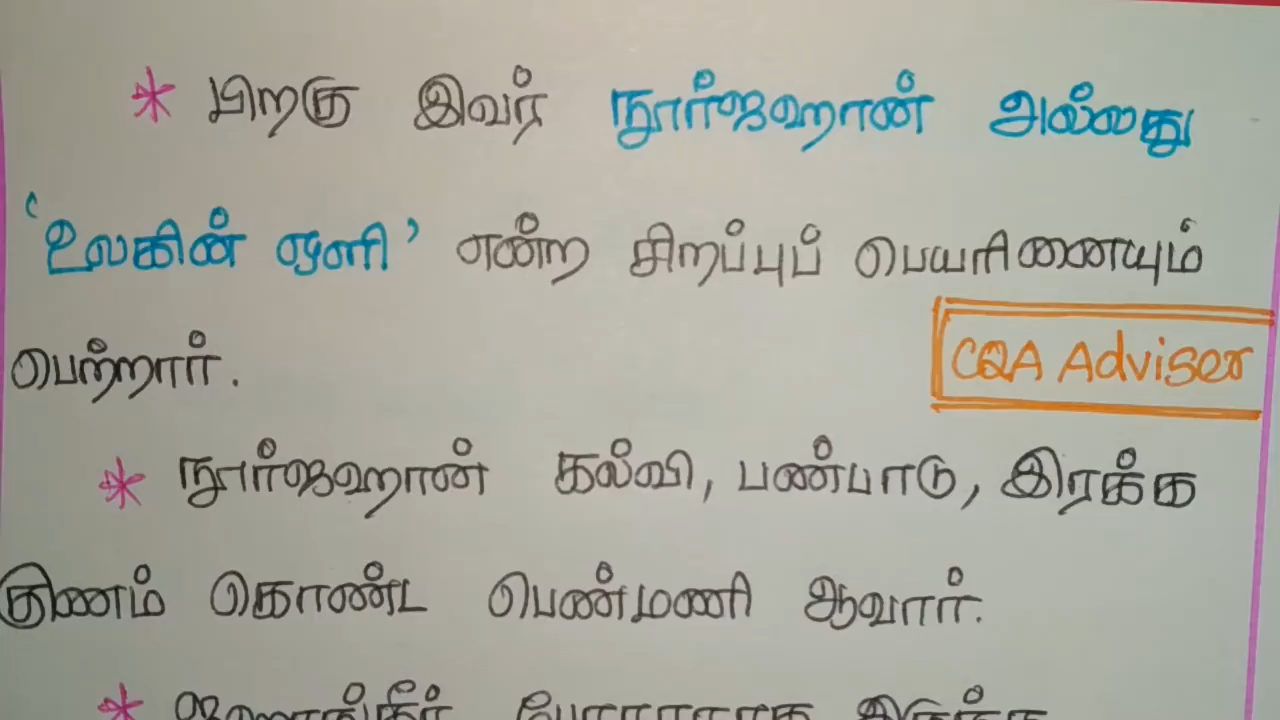 * பிறகு இவர் நூர்ஜஹான் அல்லது
'உலகின் ஒளி' என்ற சிறப்புப் பெயரினையும்
பெற்றார்.
CQA Adviser
* நூர்ஜஹான் கல்வி, பண்பாடு, இரக்க
குணம் கொண்ட பெண்மணி ஆவார்.
*